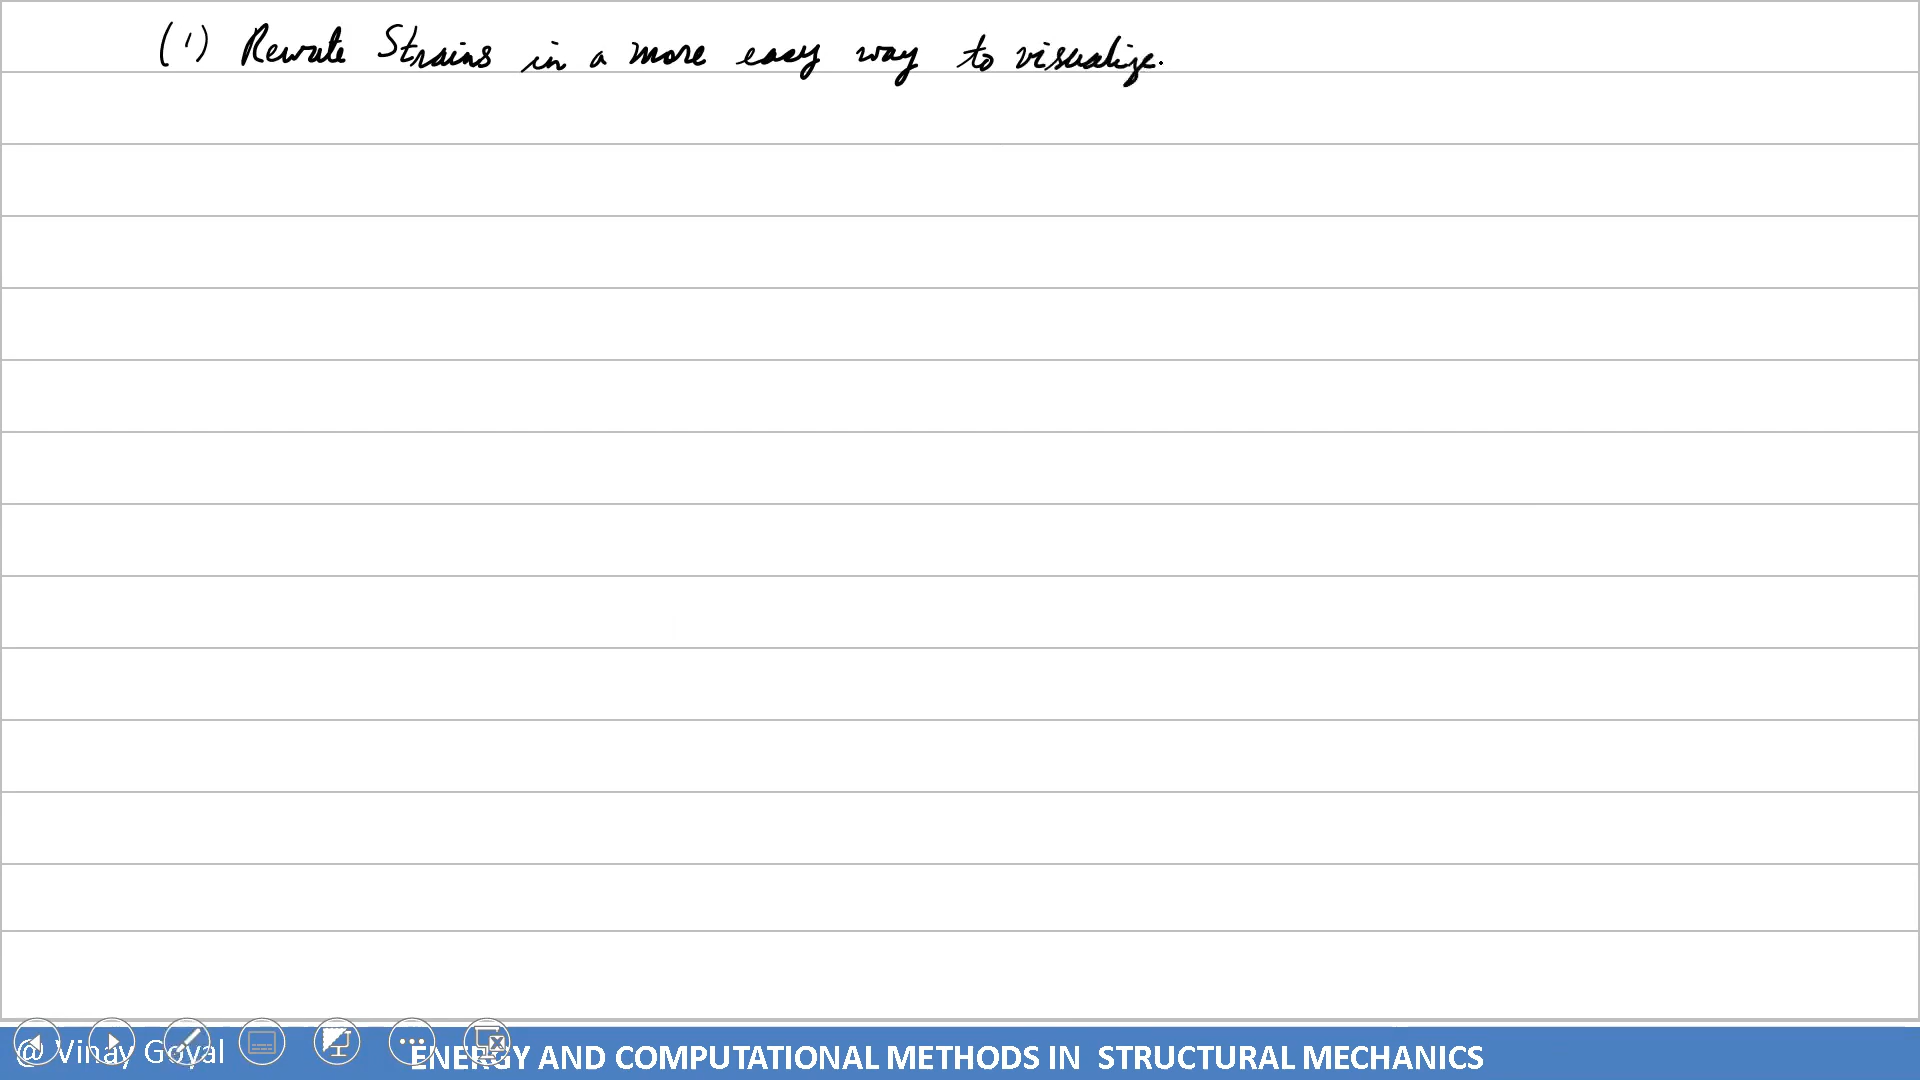 (1) Rewrite Strains in a more easy way to visualize.
@ Vinay Goyal
ENERGY AND COMPUTATIONAL METHODS IN STRUCTURAL MECHANICS